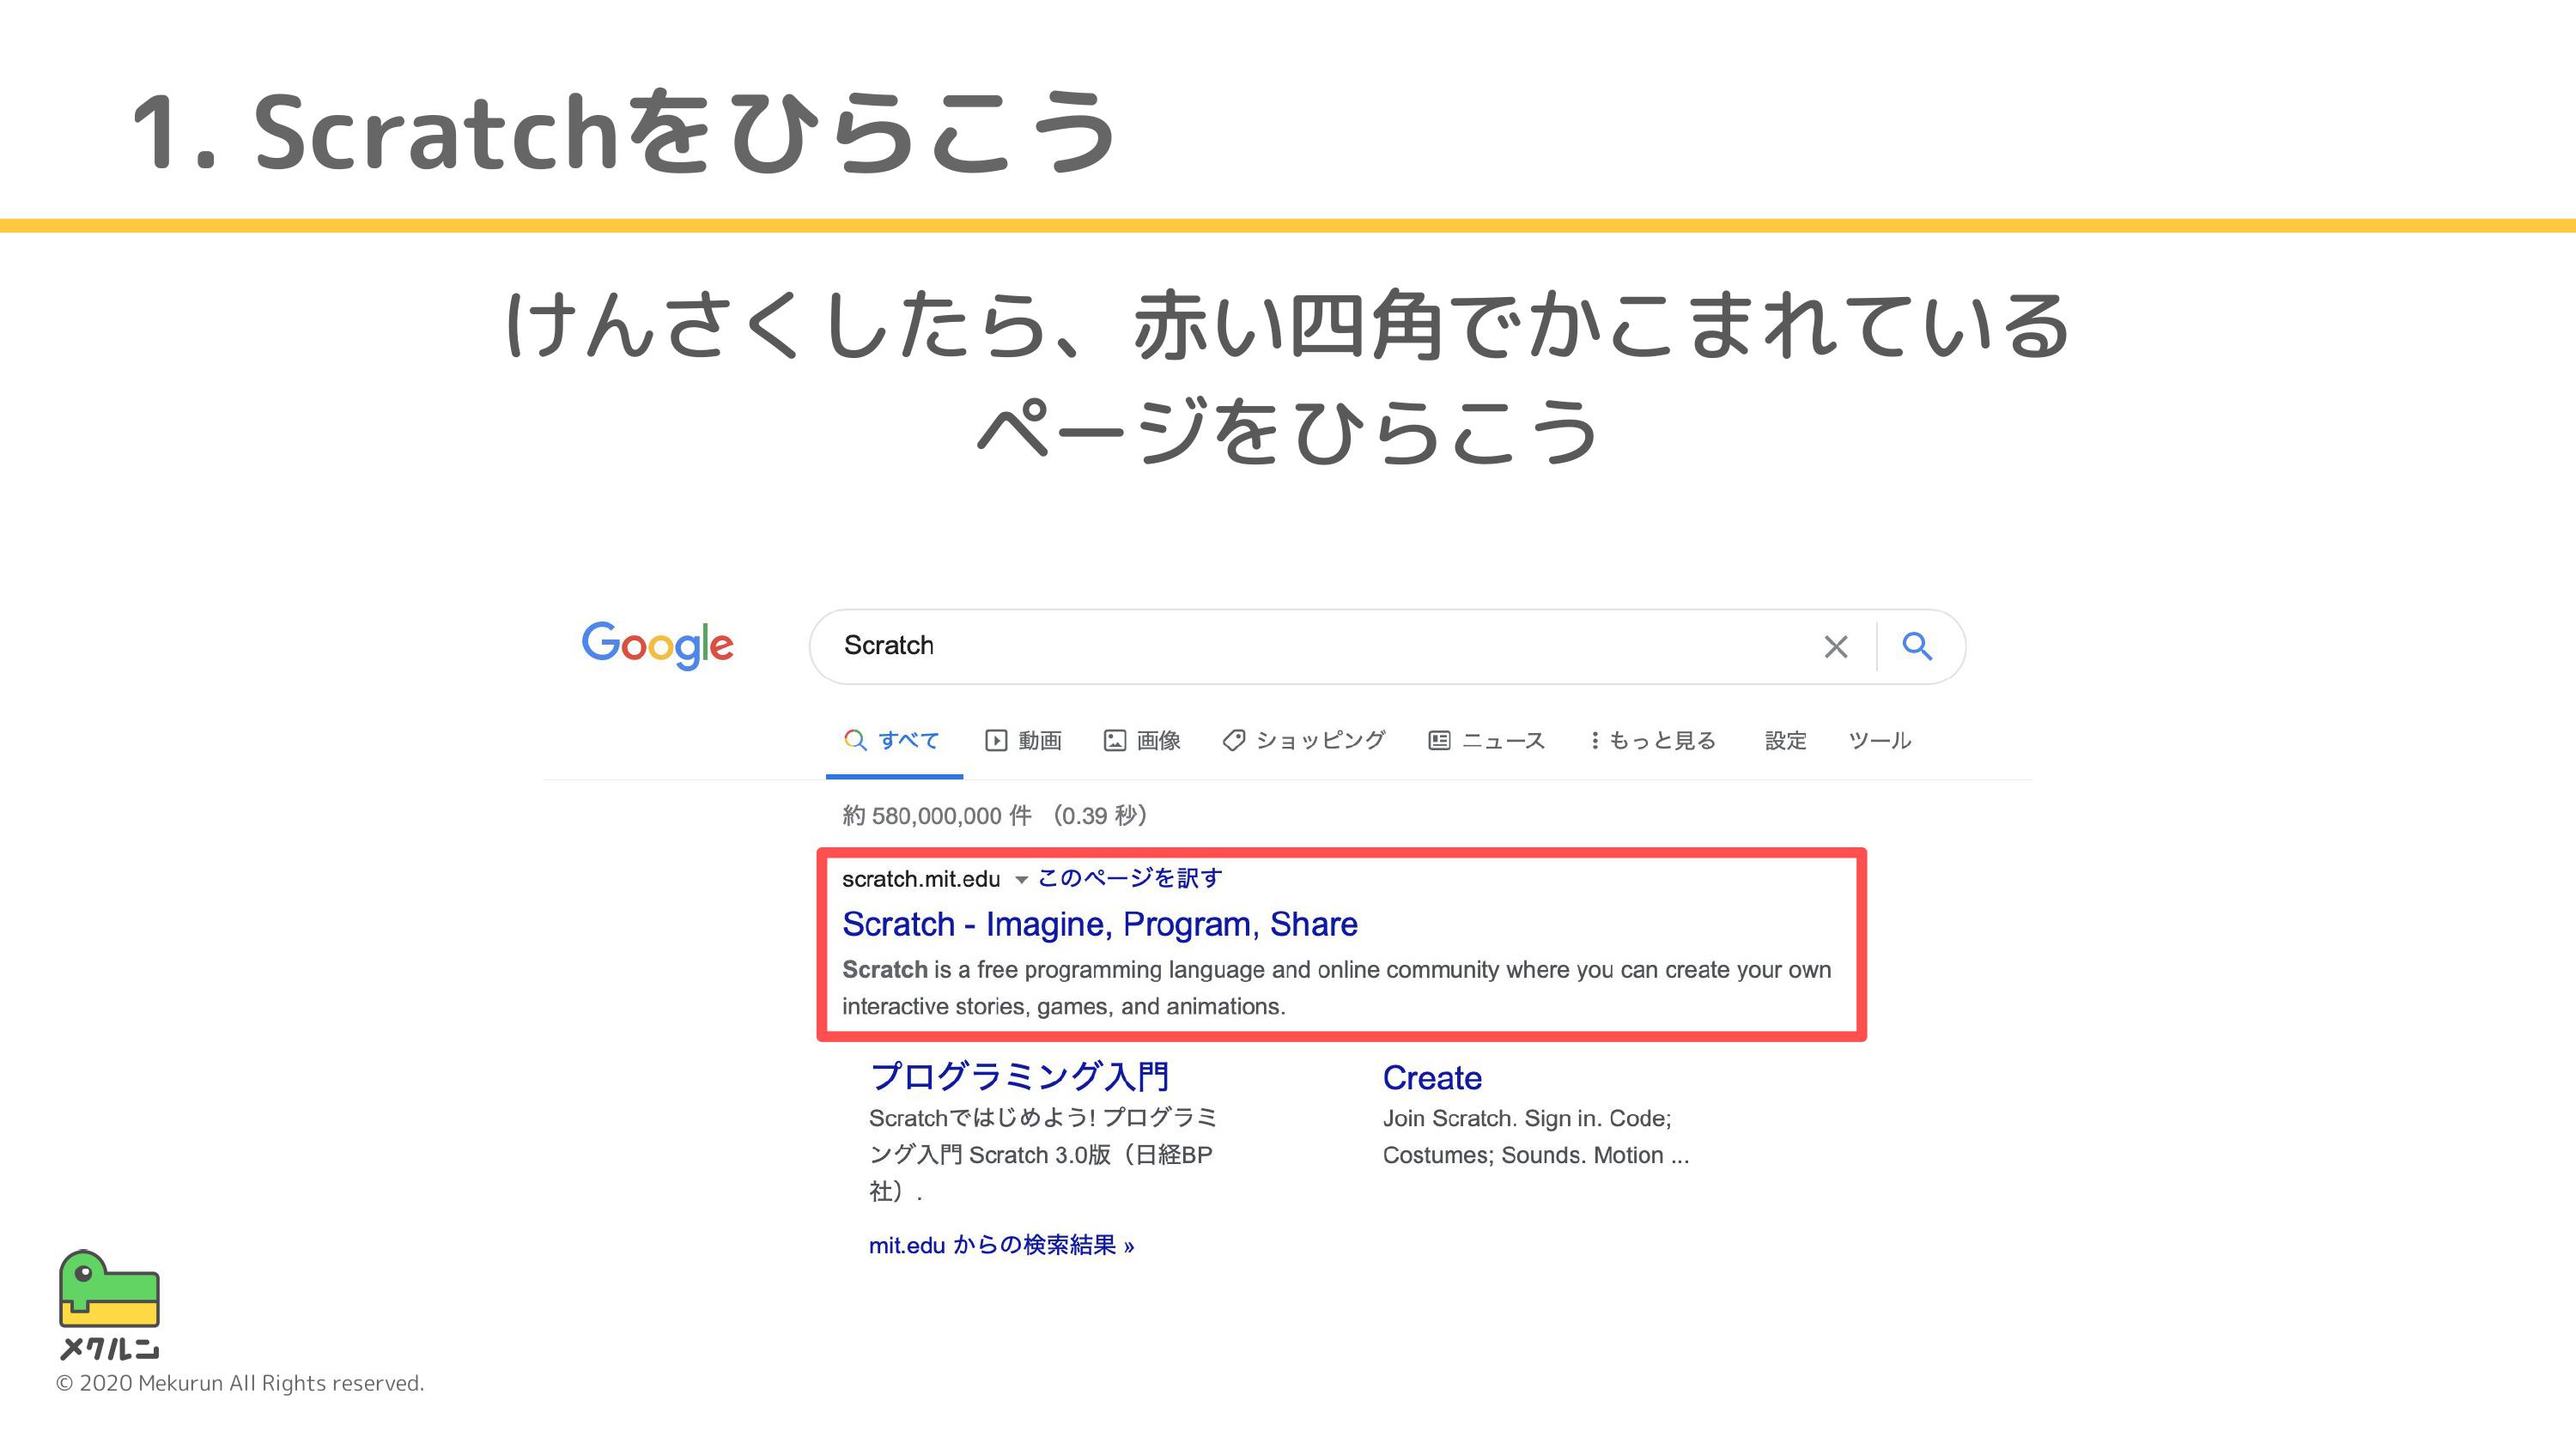 1. Scratchをひらこう
けんさくしたら、赤い四角でかこまれている
ページをひらこう
Google
Scratch
すべて 動画 画像 ショッピング ニュース もっと見る 設定 ツール
約 580,000,000 件 （0.39 秒）
scratch.mit.edu このページを訳す
Scratch - Imagine, Program, Share
Scratch is a free programming language and online community where you can create your own
interactive stories, games, and animations.
プログラミング入門
Scratchではじめよう! プログラミ
ング入門 Scratch 3.0版（日経BP
社）.
Create
Join Scratch. Sign in. Code;
Costumes; Sounds. Motion ...
mit.edu からの検索結果 »
メクルン
© 2020 Mekurun All Rights reserved.